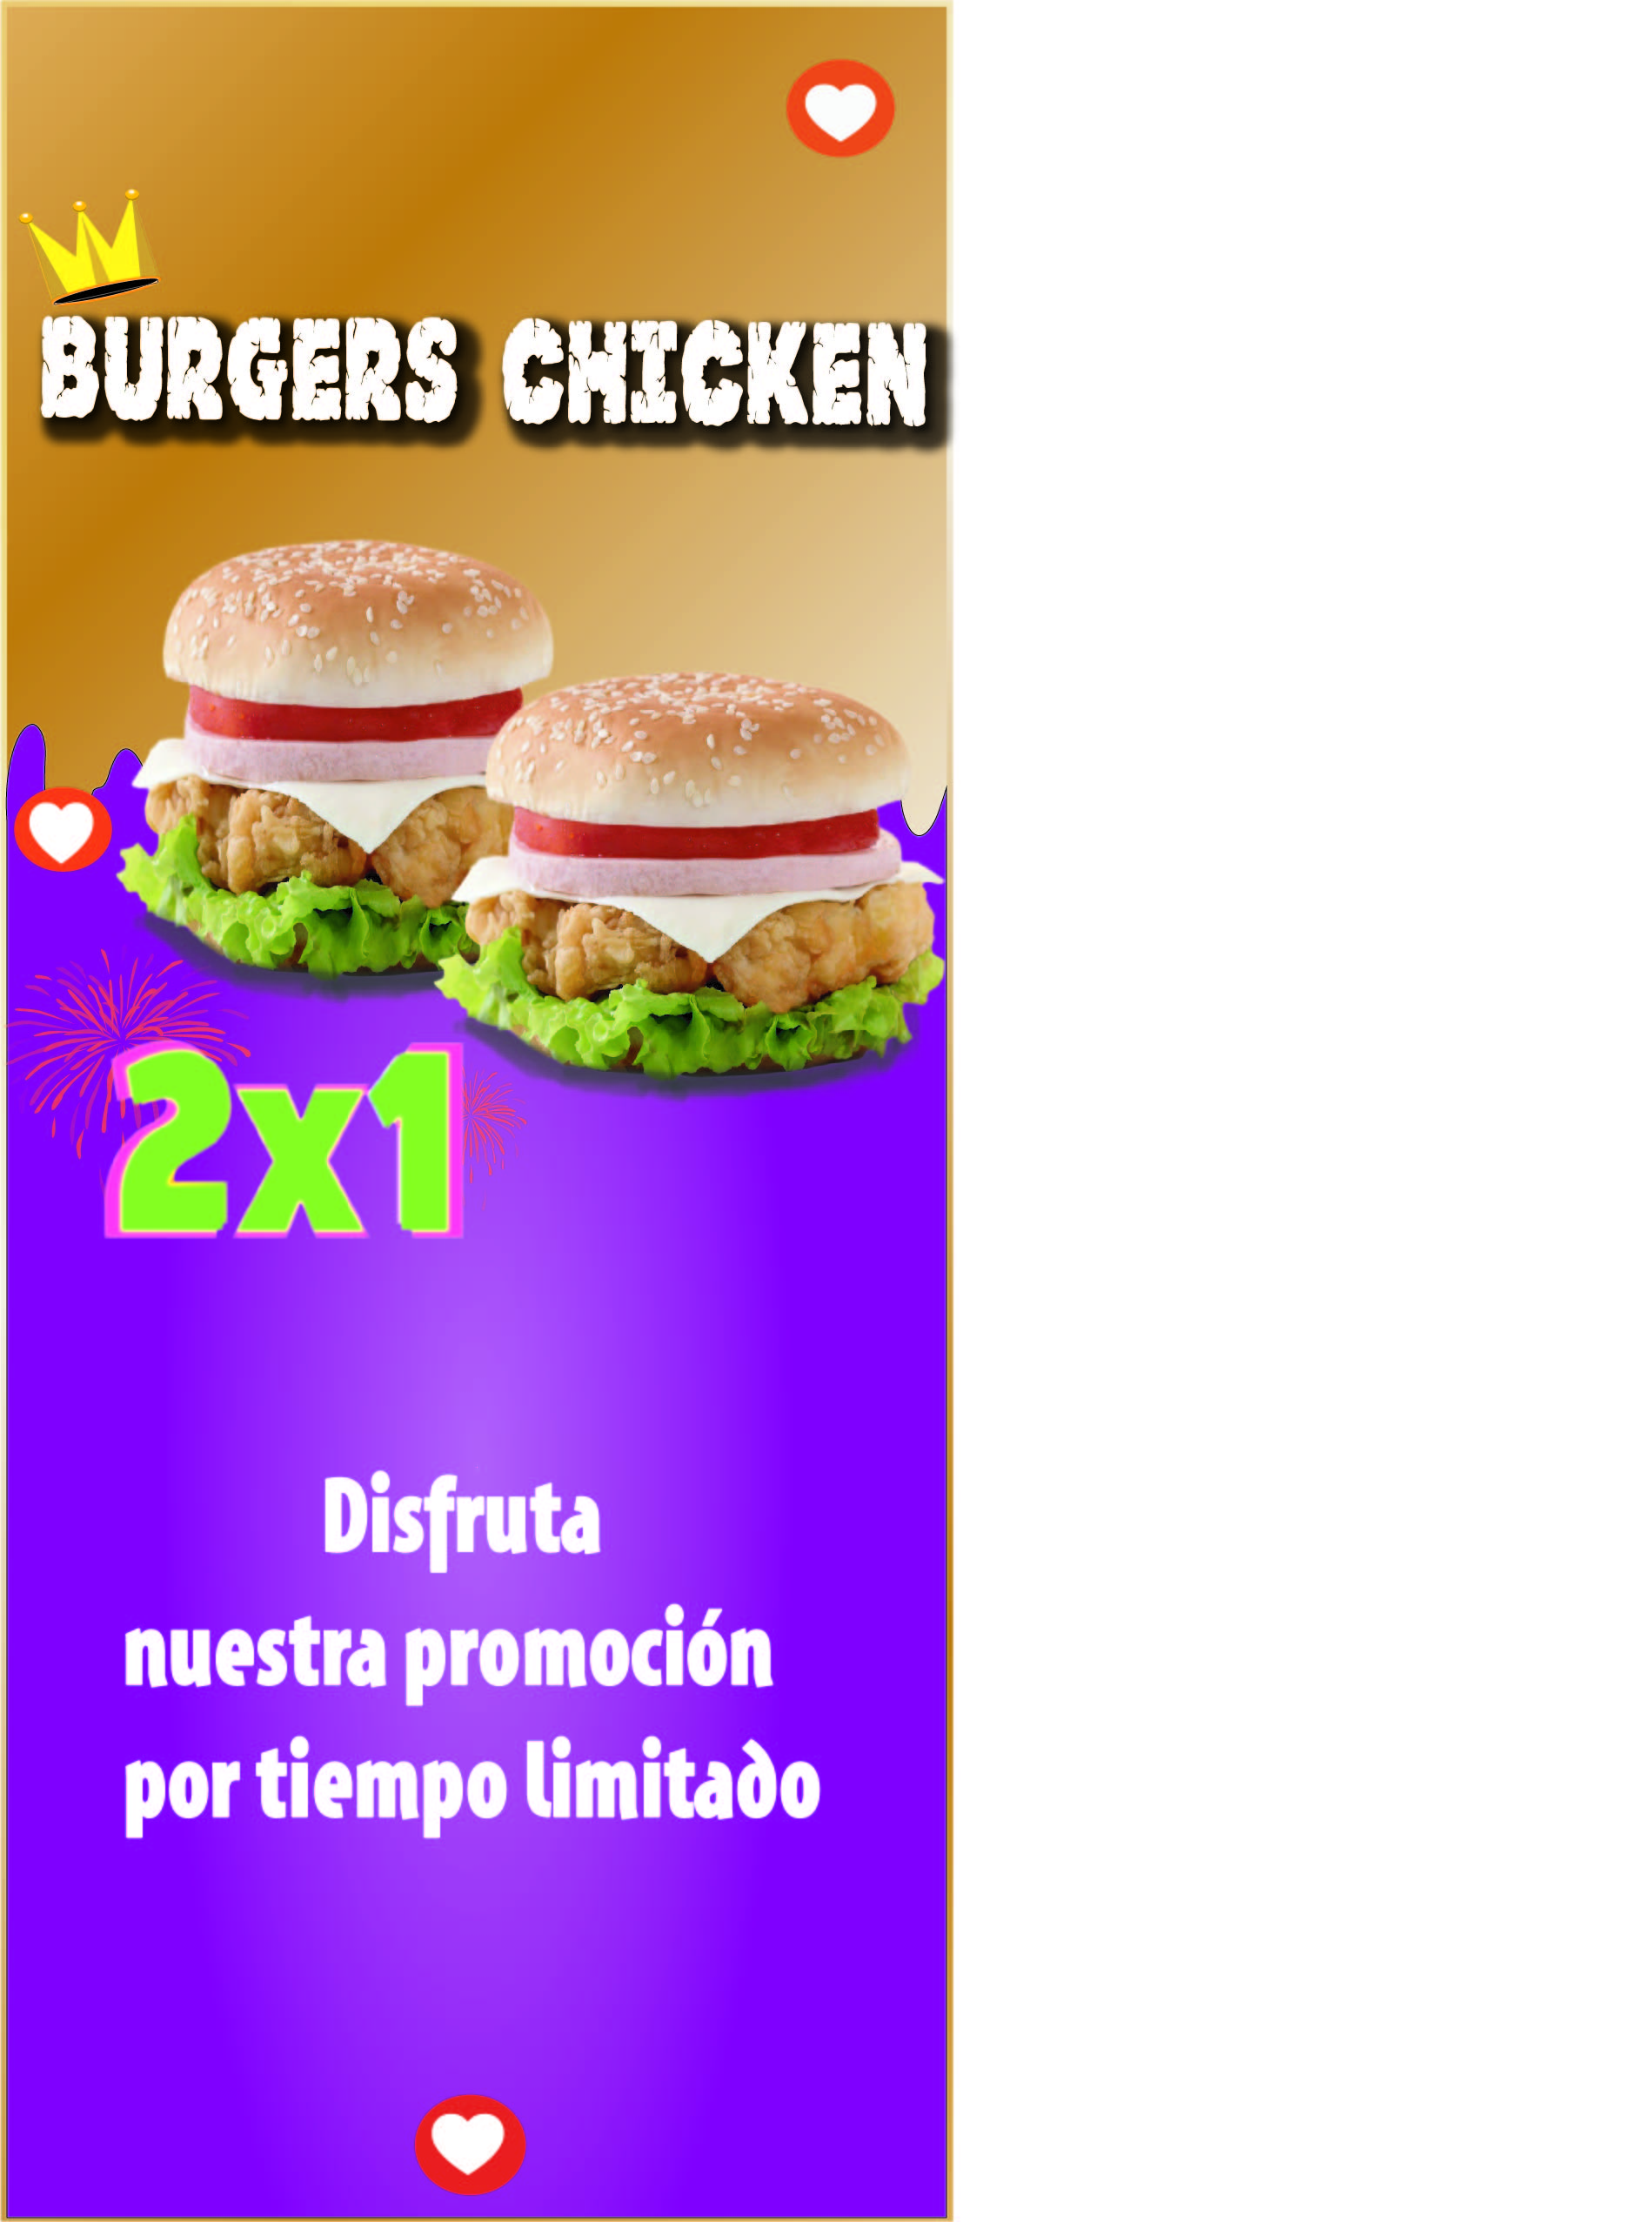 BURGERS CHICKEN
2x1
Disfruta
nuestra promoción
por tiempo limitado